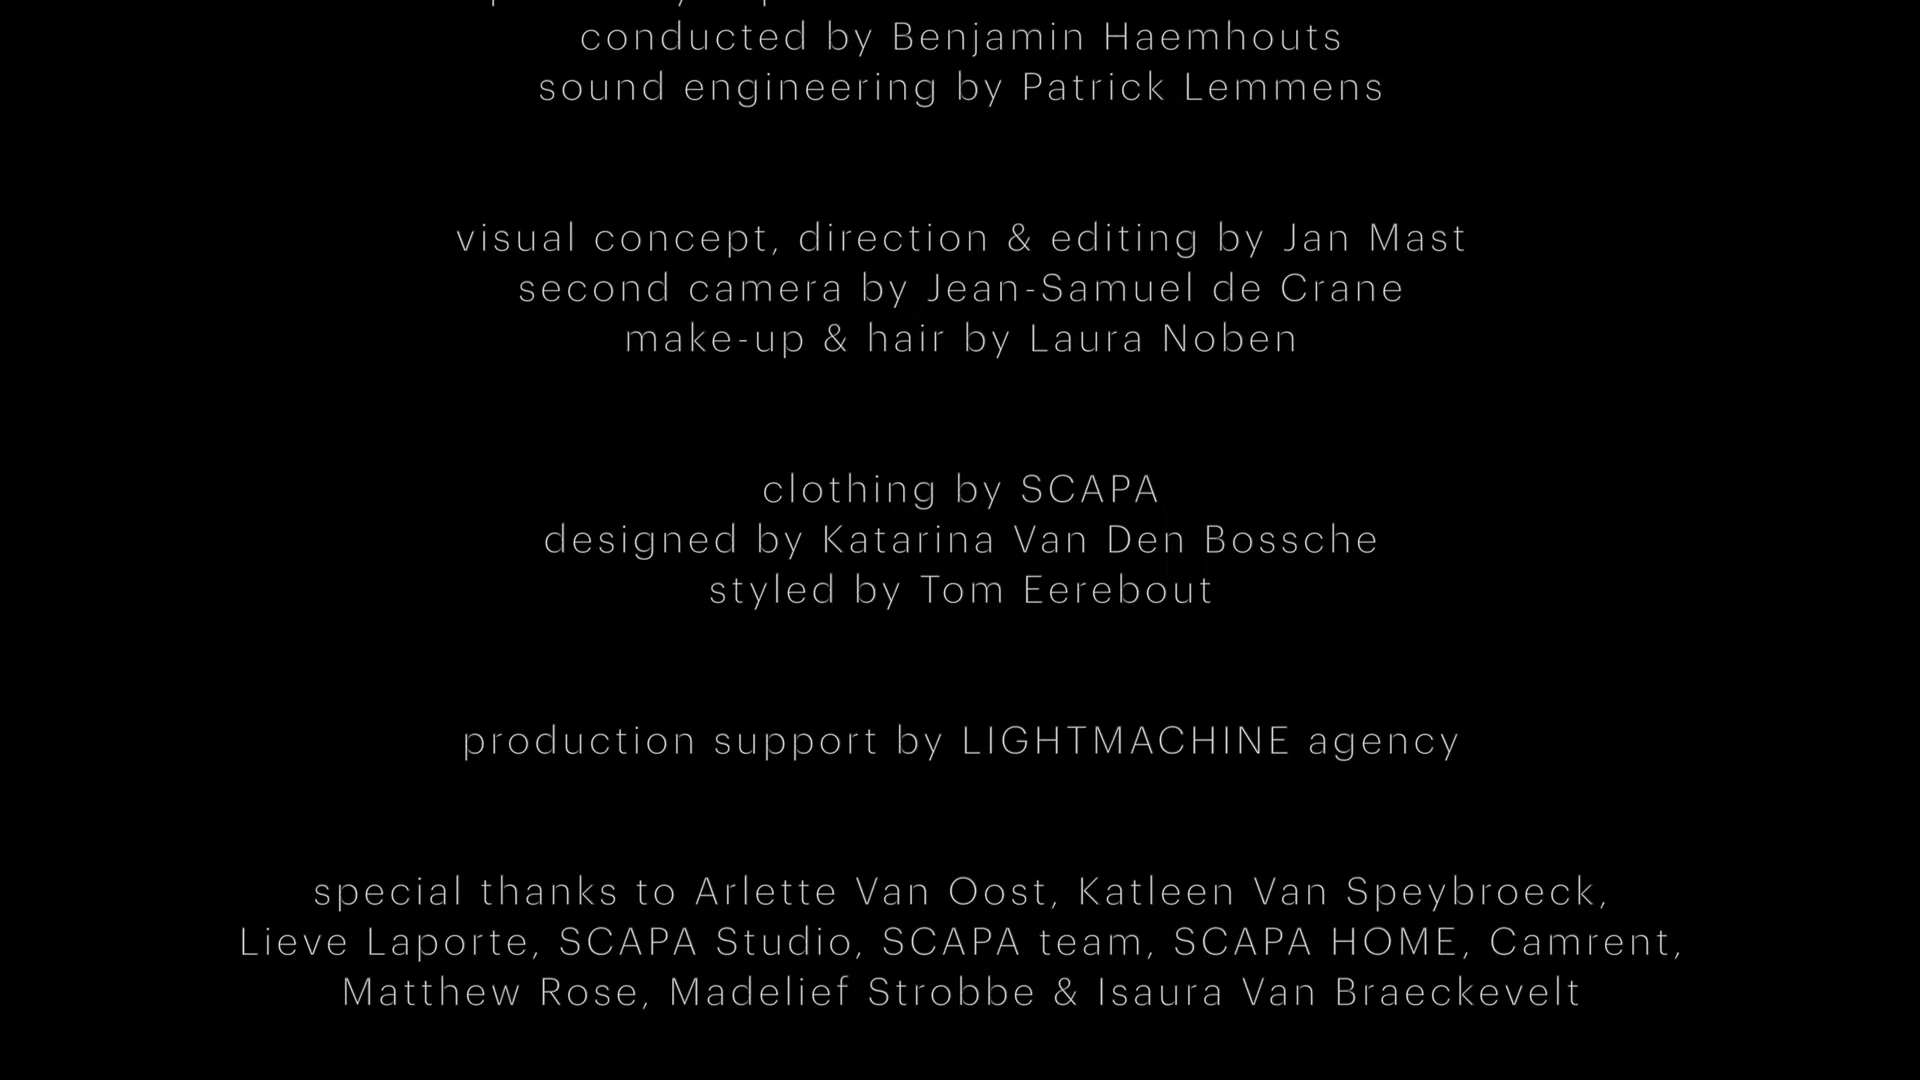 conducted by Benjamin Haemhouts
sound engineering by Patrick Lemmens
visual concept, direction & editing by Jan Mast
second camera by Jean-Samuel de Crane
make-up & hair by Laura Noben
clothing by SCAPA
designed by Katarina Van Den Bossche
styled by Tom Eerebout
production support by LIGHTMACHINE agency
special thanks to Arlette Van Oost, Katleen Van Speybroeck,
Lieve Laporte, SCAPA Studio, SCAPA team, SCAPA HOME, Camrent,
Matthew Rose, Madelief Strobbe & Isaura Van Braeckevelt